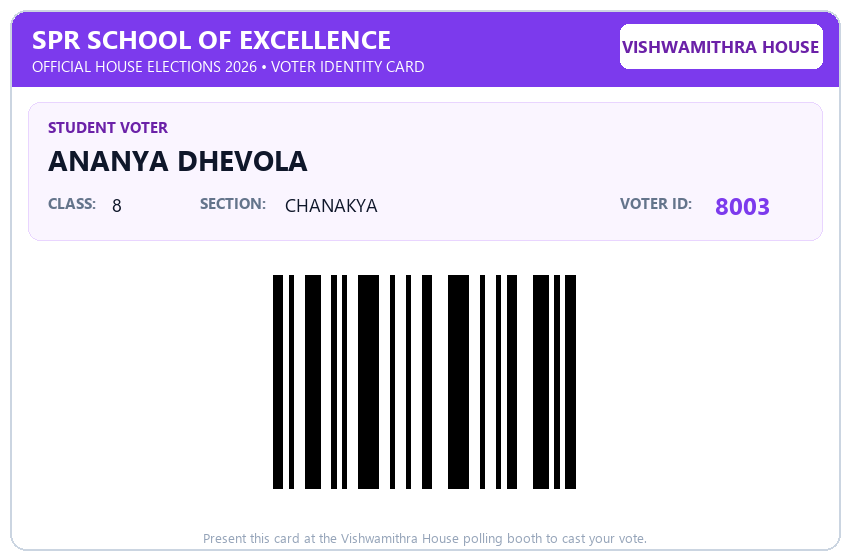 SPR SCHOOL OF EXCELLENCE
OFFICIAL HOUSE ELECTIONS 2026 • VOTER IDENTITY CARD
VISHWAMITHRA HOUSE
STUDENT VOTER
ANANYA DHEVOLA
CLASS: 8 SECTION: CHANAKYA VOTER ID: 8003
Present this card at the Vishwamithra House polling booth to cast your vote.